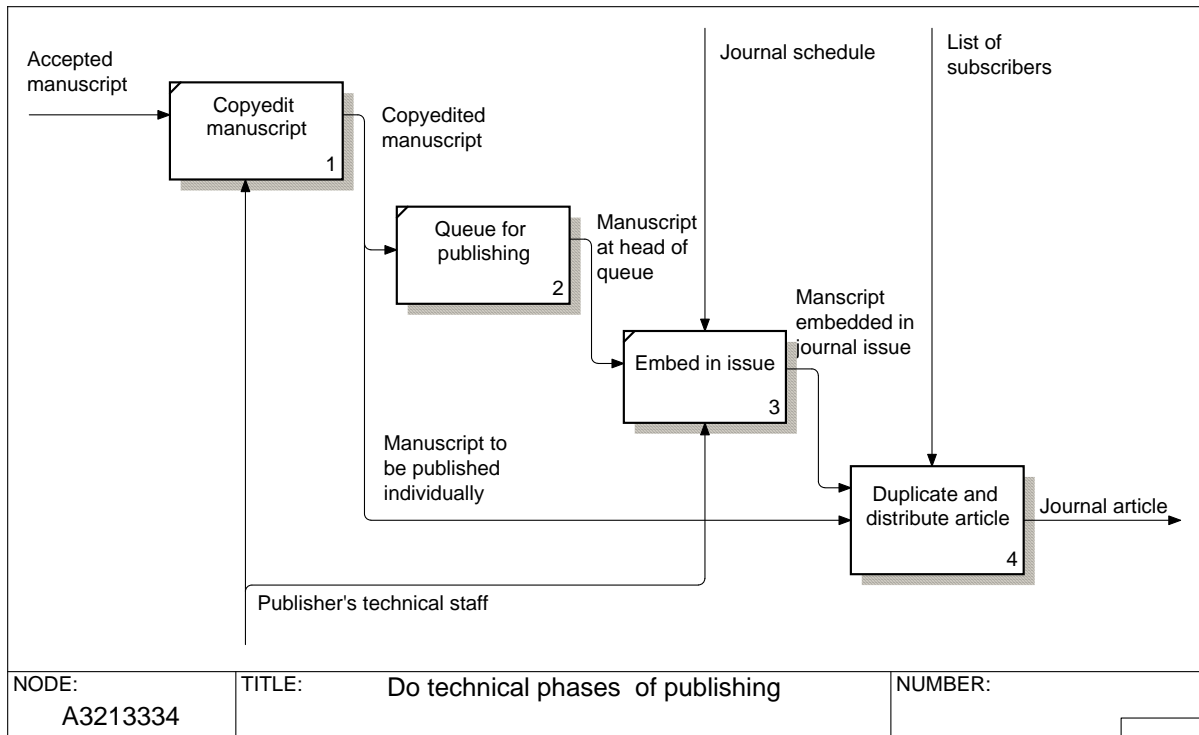 Accepted
manuscript
Copyedit
manuscript
1
Copyedited
manuscript
Journal schedule
List of
subscribers
Queue for
publishing
2
Manuscript
at head of
queue
Embed in issue
3
Manscript
embedded in
journal issue
Manuscript to
be published
individually
Duplicate and
distribute article
4
Journal article
Publisher's technical staff
NODE:
A3213334
TITLE:
Do technical phases of publishing
NUMBER: